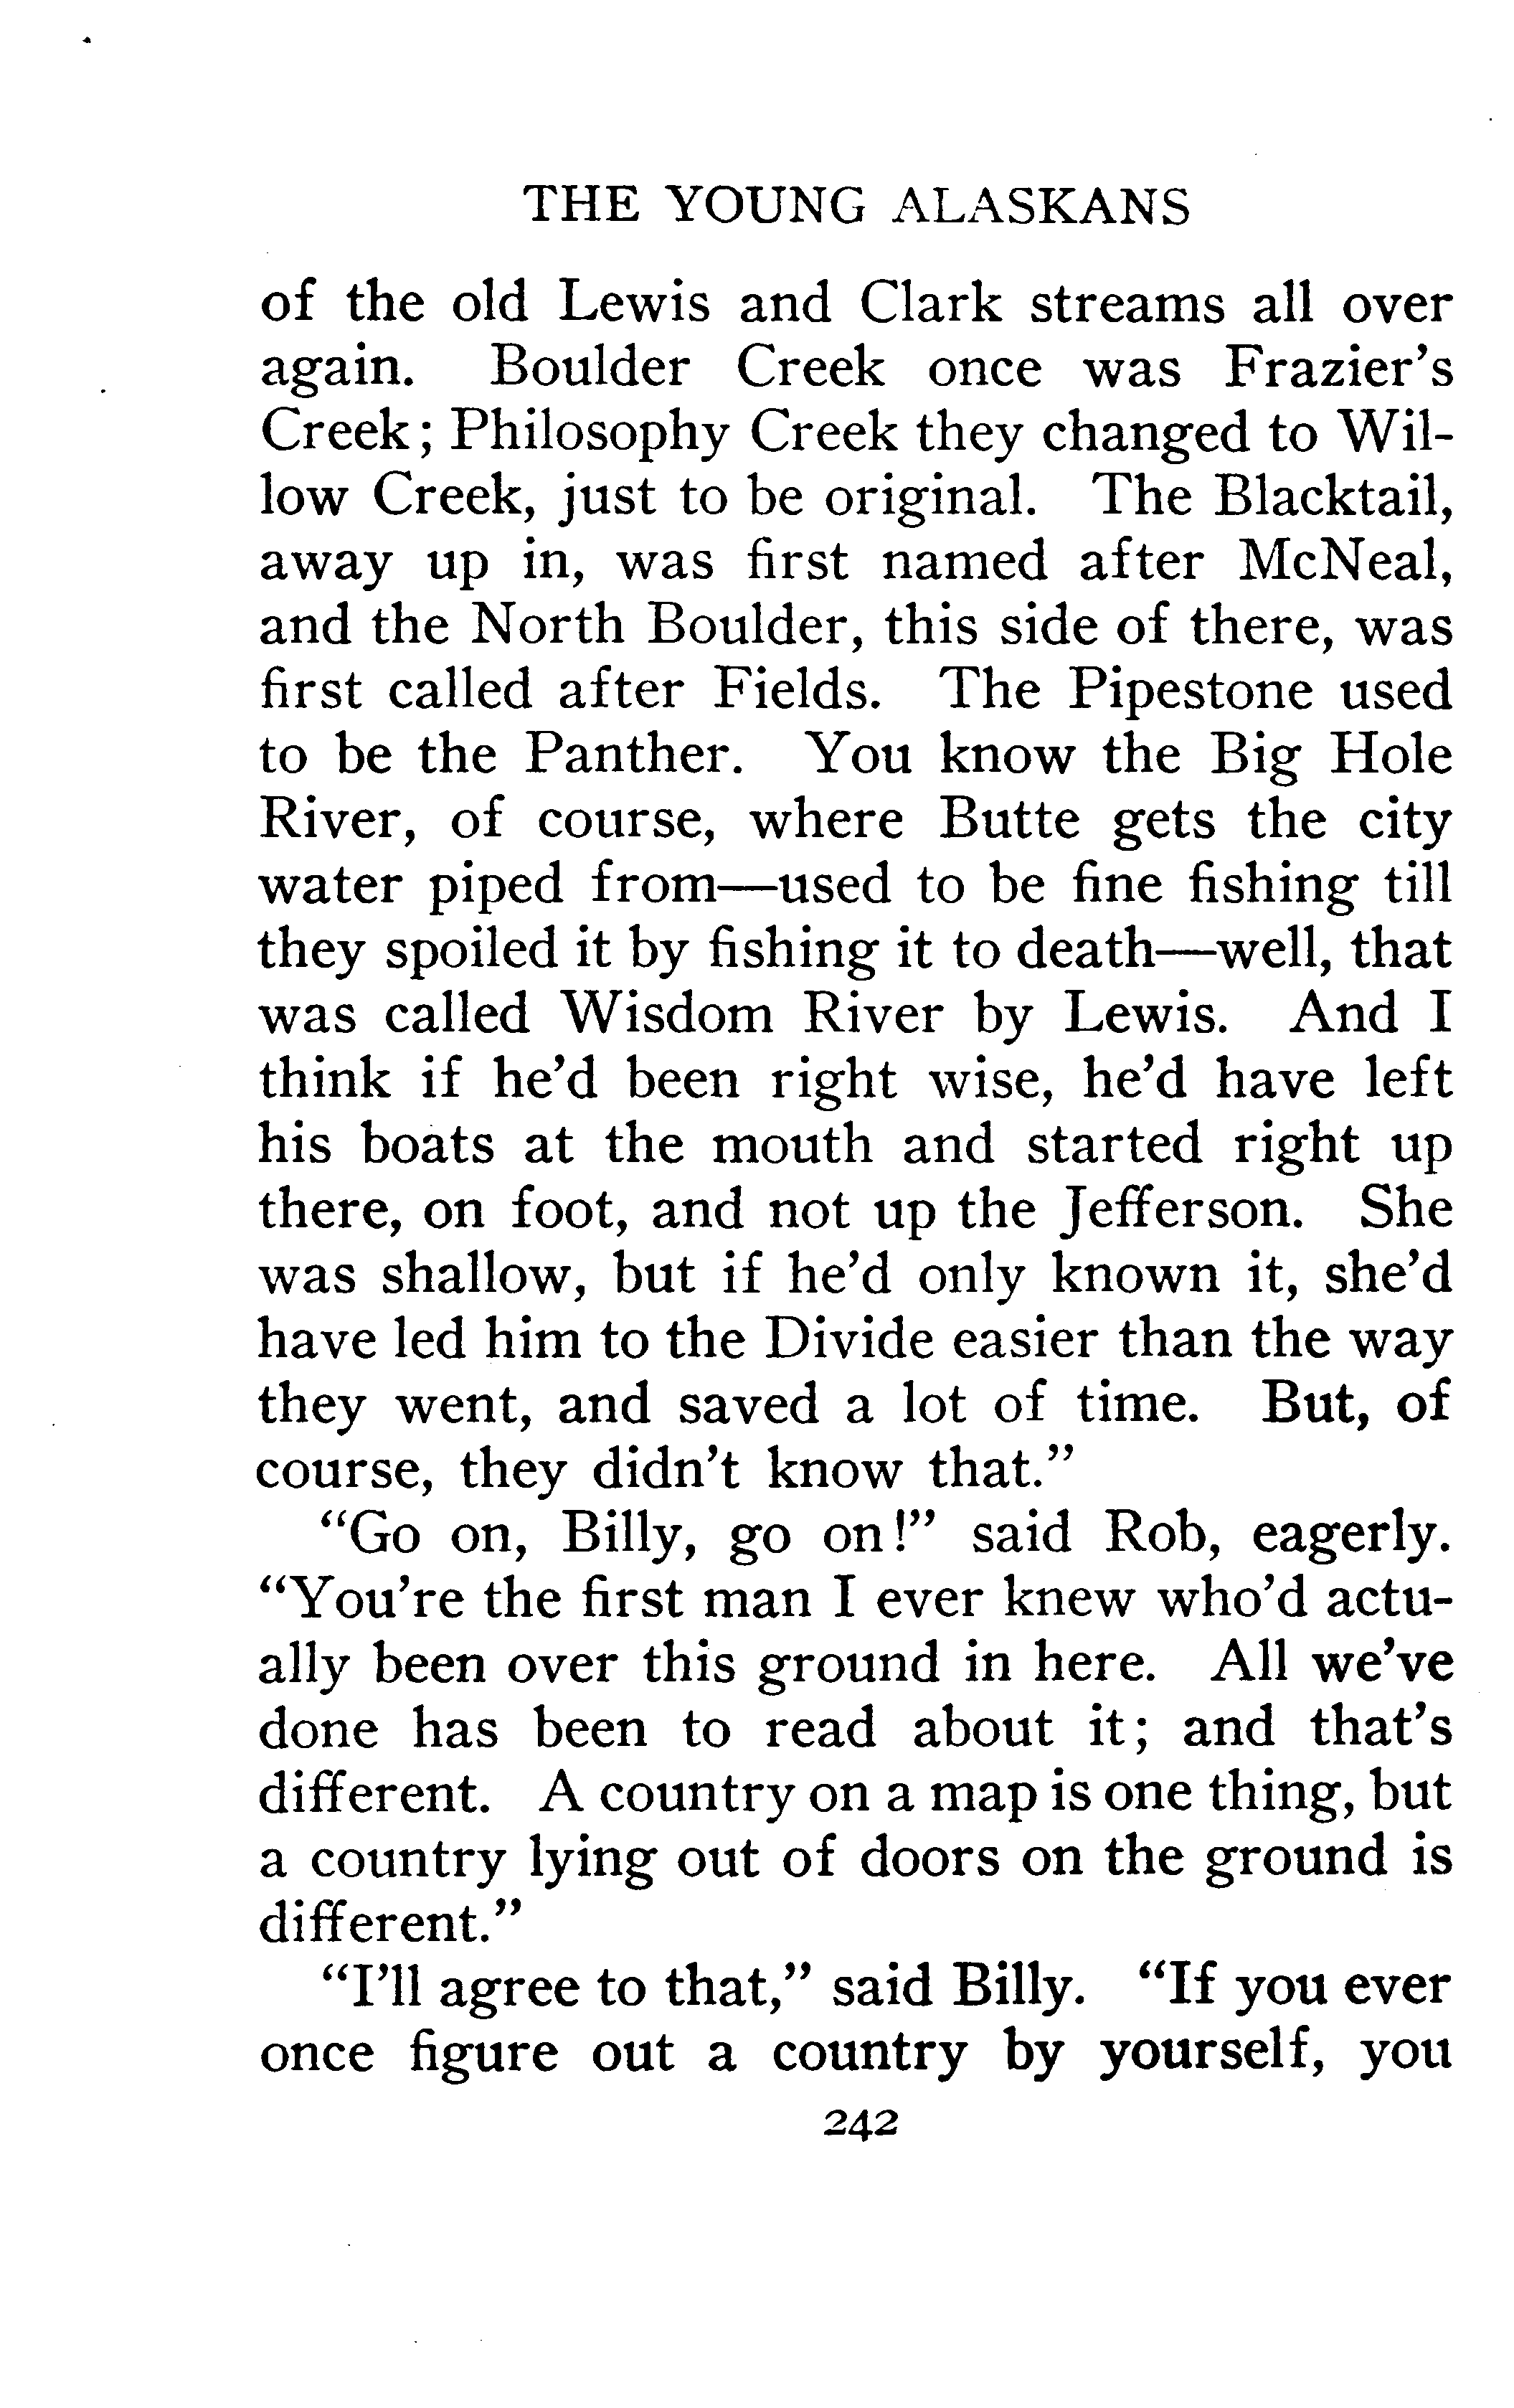 THE YOUNG ALASKANS
of the old Lewis and Clark streams all over
again. Boulder Creek once was Frazier's
Creek; Philosophy Creek they changed to Wil-
low Creek, just to be original. The Blacktail,
away up in, was first named after McNeal,
and the North Boulder, this side of there, was
first called after Fields. The Pipestone used
to be the Panther. You know the Big Hole
River, of course, where Butte gets the city
water piped from—used to be fine fishing till
they spoiled it by fishing it to death—well, that
was called Wisdom River by Lewis. And I
think if he'd been right wise, he'd have left
his boats at the mouth and started right up
there, on foot, and not up the Jefferson. She
was shallow, but if he'd only known it, she'd
have led him to the Divide easier than the way
they went, and saved a lot of time. But, of
course, they didn't know that."
"Go on, Billy, go on!" said Rob, eagerly.
"You're the first man I ever knew who'd actu-
ally been over this ground in here. All we've
done has been to read about it; and that's
different. A country on a map is one thing, but
a country lying out of doors on the ground is
different."
"I'll agree to that," said Billy. "If you ever
once figure out a country by yourself, you
242